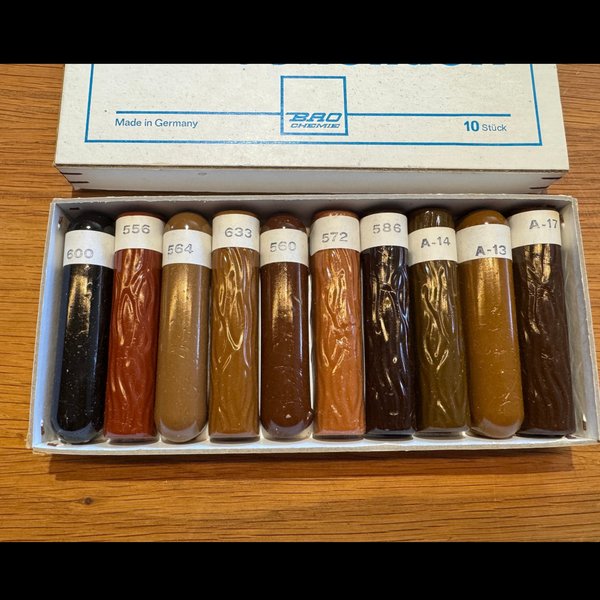 Made in Germany
BAO
CHEMIE
10 Stück
600
556
564
633
560
572
586
A-14
A-13
A-17